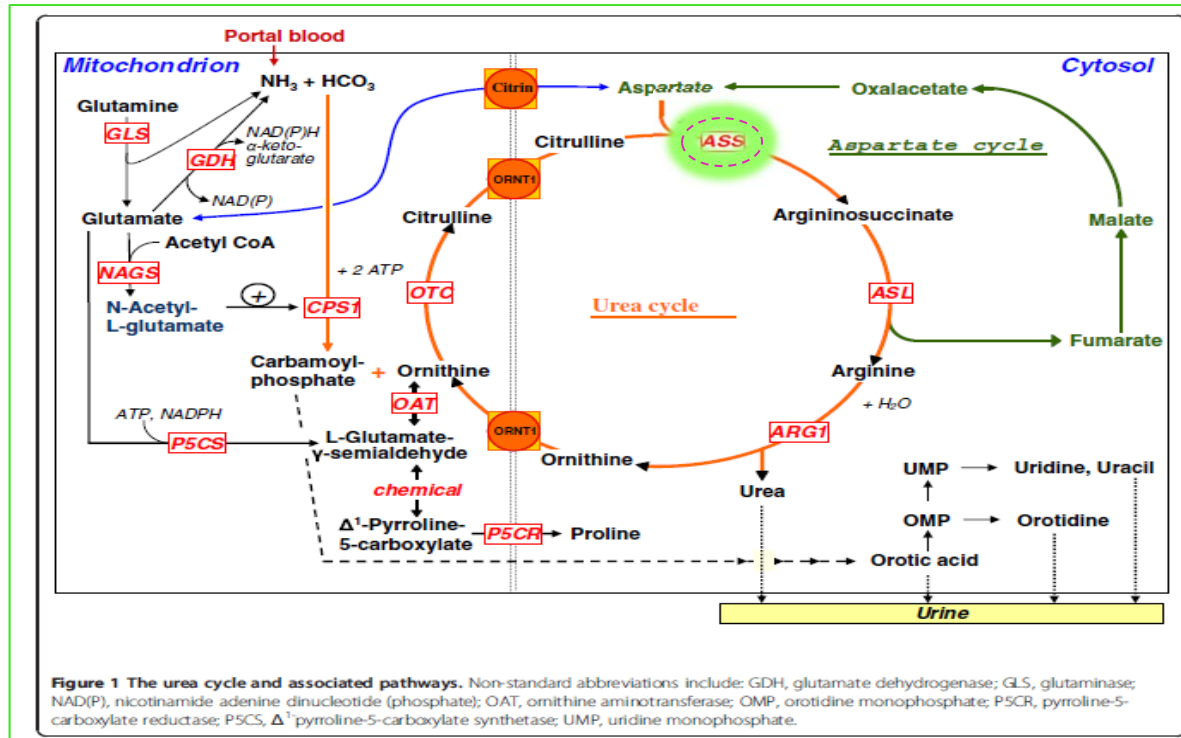 Portal blood
Mitochondrion
Cytosol
NH₃ + HCO₃
Citrin
Aspartate
Oxalacetate
Glutamine
GLS
NAD(P)H
α-keto-
glutarate
GDH
Citrulline
ASS
Aspartate cycle
NAD(P)
ORNT1
Glutamate
Citrulline
Argininosuccinate
Malate
Acetyl CoA
NAGS
+ 2 ATP
OTC
ASL
N-Acetyl-
L-glutamate
+
CPS1
Urea cycle
Fumarate
Carbamoyl-
phosphate
+
Ornithine
Arginine
+ H₂O
OAT
ATP, NADPH
P5CS
L-Glutamate-
γ-semialdehyde
ORNT1
Ornithine
ARG1
chemical
Urea
UMP
Uridine, Uracil
Δ¹-Pyrroline-
5-carboxylate
P5CR
Proline
OMP
Orotidine
Orotic acid
Urine
Figure 1 The urea cycle and associated pathways. Non-standard abbreviations include: GDH, glutamate dehydrogenase; GLS, glutaminase;
NAD(P), nicotinamide adenine dinucleotide (phosphate); OAT, ornithine aminotransferase; OMP, orotidine monophosphate; P5CR, pyrroline-5-
carboxylate reductase; P5CS, Δ¹pyrroline-5-carboxylate synthetase; UMP, uridine monophosphate.